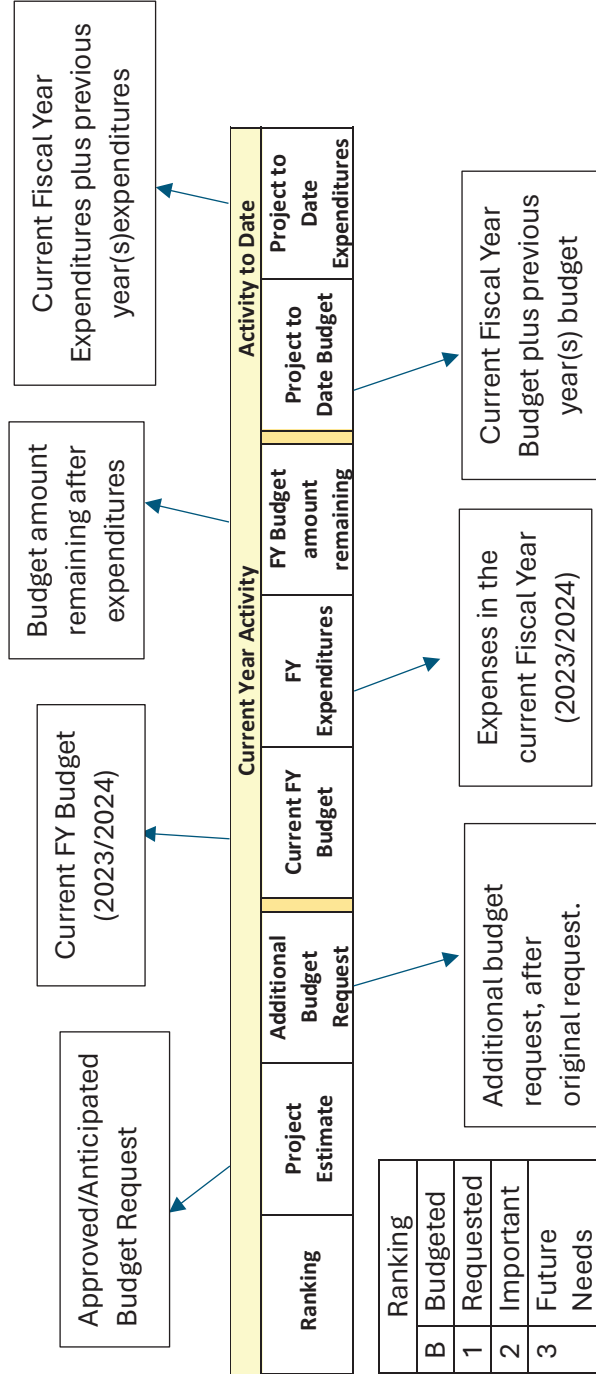 Approved/Anticipated
Budget Request
Current FY Budget
(2023/2024)
Budget amount
remaining after
expenditures
Current Fiscal Year
Expenditures plus previous
year(s)expenditures
Current Year Activity
Activity to Date
Ranking
Project
Estimate
Additional
Budget
Request
Current FY
Budget
FY
Expenditures
FY Budget
amount
remaining
Project to
Date Budget
Project to
Date
Expenditures
Ranking
B Budgeted
1 Requested
2 Important
3 Future
Needs
Additional budget
request, after
original request.
Expenses in the
current Fiscal Year
(2023/2024)
Current Fiscal Year
Budget plus previous
year(s) budget